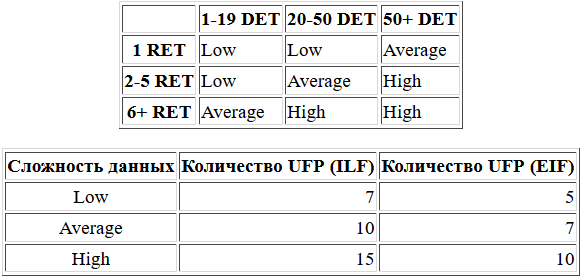 1-19 DET 20-50 DET 50+ DET
1 RET Low Low Average
2-5 RET Low Average High
6+ RET Average High High
Сложность данных Количество UFP (ILF) Количество UFP (EIF)
Low 7 5
Average 10 7
High 15 10